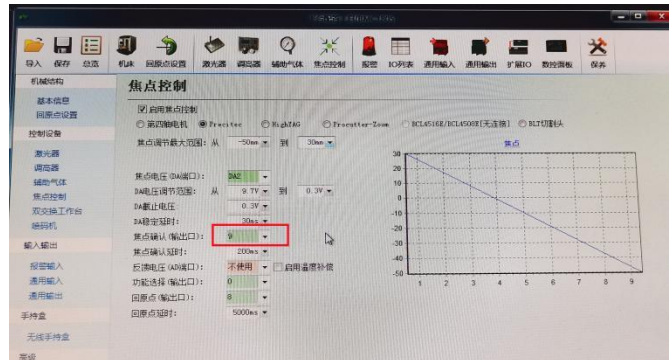 导入 保存 总览 机床 回原点设置 激光器 调高器 辅助气体 焦点控制 报警 IO列表 通用输入 通用输出 扩展IO 数控面板 保养
机械结构
基本信息
回原点设置
控制设备
激光器
调高器
辅助气体
焦点控制
双交换工作台
喷码机
输入输出
报警输入
通用输入
通用输出
手持盒
无线手持盒
高级
焦点控制
启用焦点控制
第四轴电机 Precitec HighYAG Procutter-Zoom BCL4516E/BCL4508E[无连接] BLT切割头
焦点调节最大范围: 从 -50mm 到 30mm
焦点电压(DA端口): DA2
DA电压调节范围: 从 9.7V 到 0.3V
DA截止电压: 0.3V
DA稳定延时: 30ms
焦点确认(输出口): 9
焦点确认延时: 200ms
反馈电压(AD端口): 不使用 启用温度补偿
功能选择(输出口): 0
回原点(输出口): 8
回原点延时: 5000ms
焦点
30
20
10
0
-10
-20
-30
-40
-50
1 2 3 4 5 6 7 8 9